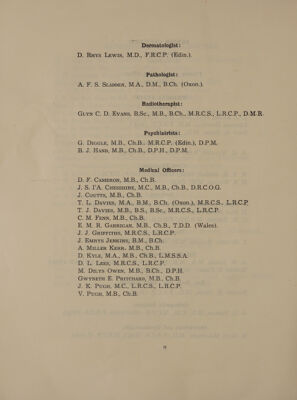 Dermatologist:
D. Rhys Lewis, M.D., F.R.C.P. (Edin.).
Pathologist:
A. F. S. Sladden, M.A., D.M., B.Ch. (Oxon.).
Radiotherapist:
Glyn C. D. Evans, B.Sc., M.B., B.Ch., M.R.C.S., L.R.C.P., D.M.R.
Psychiatrists:
G. Diggle, M.B., Ch.B., M.R.C.P. (Edin.), D.P.M.
B. J. Hand, M.B., Ch.B., D.P.H., D.P.M.
Medical Officers:
D. F. Cameron, M.B., Ch.B.
J. S. I'A. Cheshire, M.C., M.B., Ch.B., D.R.C.O.G.
J. Coutts, M.B., Ch.B.
T. L. Davies, M.A., B.M., B.Ch. (Oxon.), M.R.C.S., L.R.C.P.
T. J. Davies, M.B., B.S., B.Sc., M.R.C.S., L.R.C.P.
C. M. Fenn, M.B., Ch.B.
E. M. R. Garrigan, M.B., Ch.B., T.D.D. (Wales).
J. J. Griffiths, M.R.C.S., L.R.C.P.
J. Emrys Jenkins, B.M., B.Ch.
A. Miller Kerr, M.B., Ch.B.
D. Kyle, M.A., M.B., Ch.B., L.M.S.S.A.
D. L. Lees, M.R.C.S., L.R.C.P.
M. Dilys Owen, M.B., B.Ch., D.P.H.
Gwyneth E. Pritchard, M.B., Ch.B.
J. K. Pugh, M.C., L.R.C.S., L.R.C.P.
V. Pugh, M.B., Ch.B.